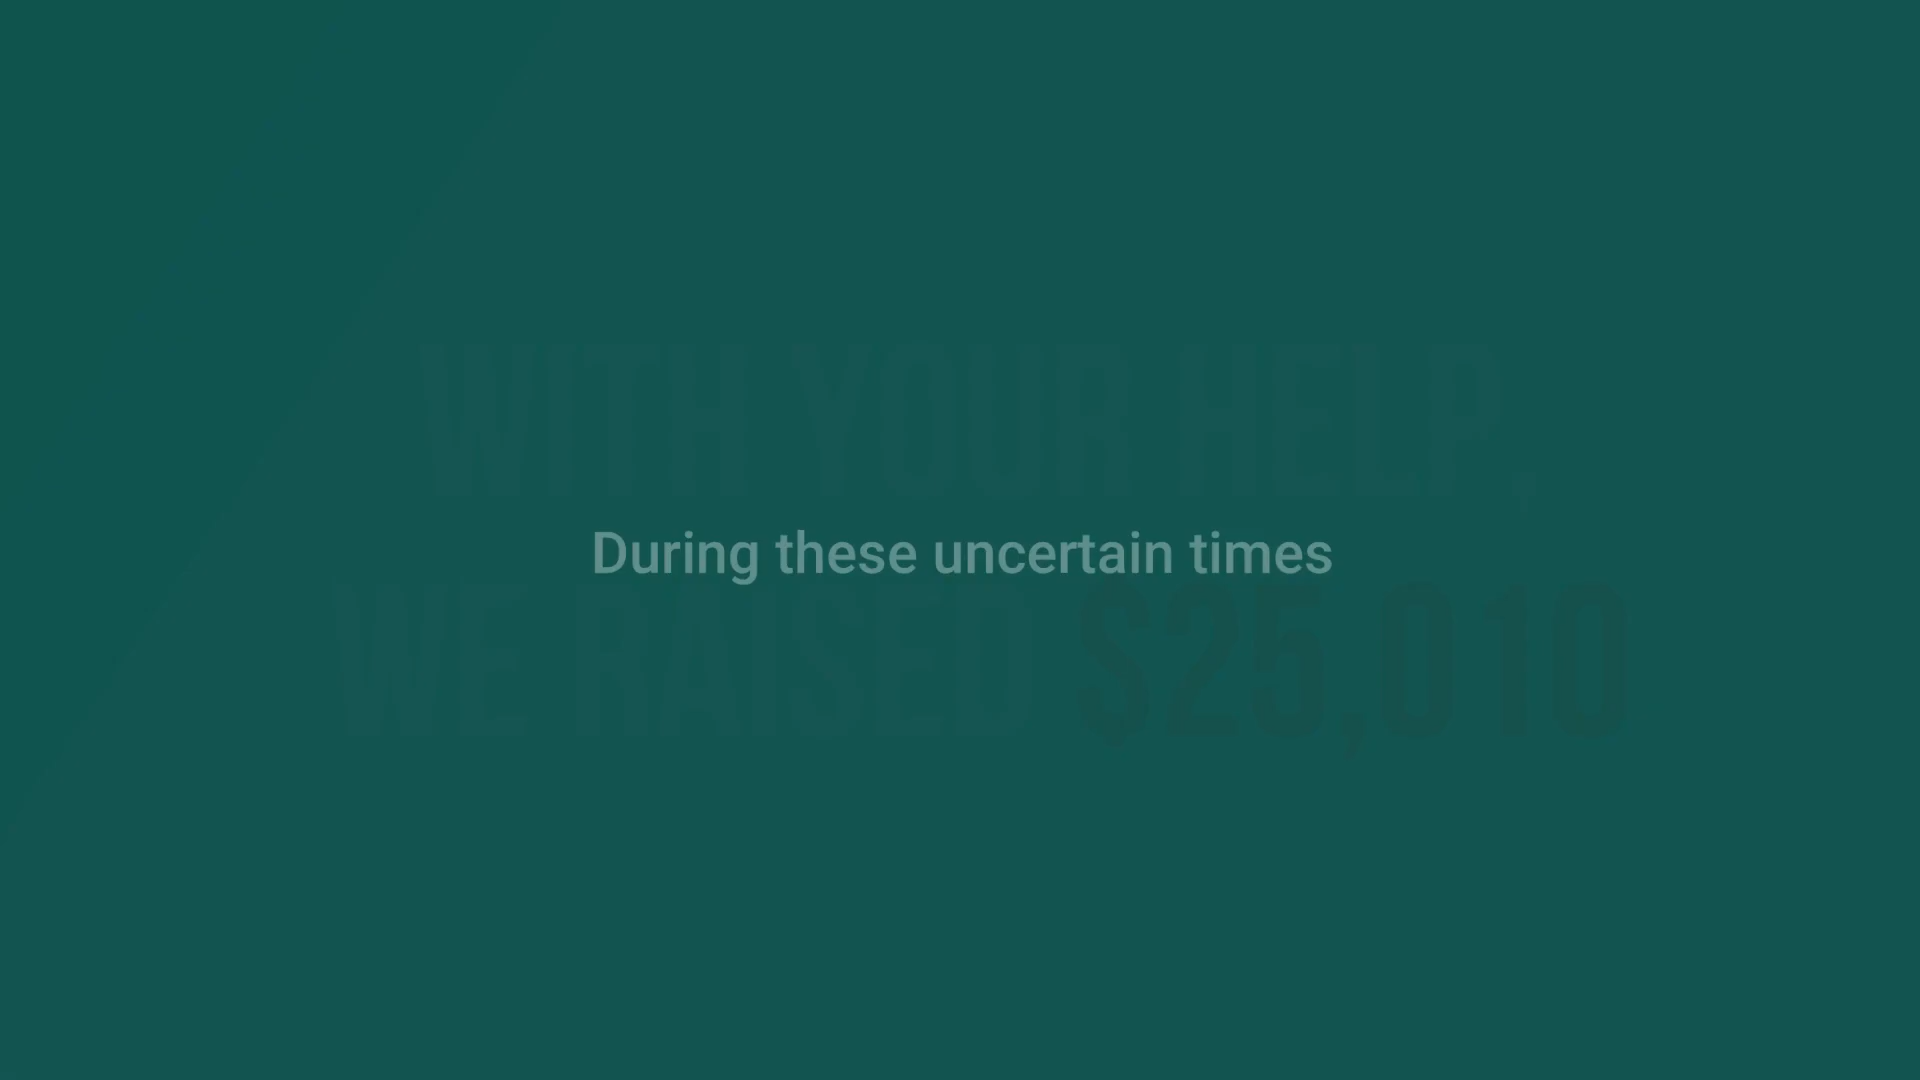 WITH YOUR HELP,
During these uncertain times
WE RAISED $25,010